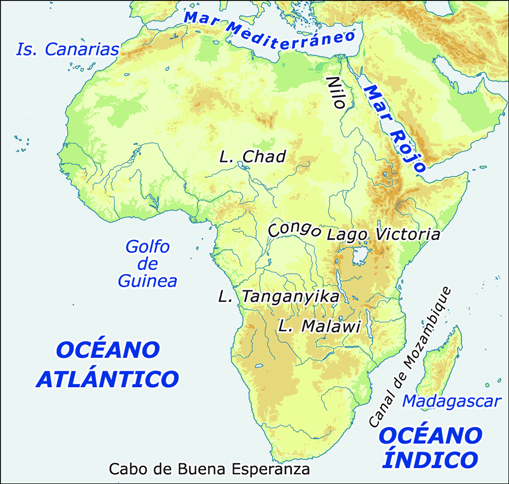 Mar Mediterráneo
Is. Canarias
Nilo
Mar Rojo
L. Chad
Congo
Lago Victoria
Golfo
de
Guinea
L. Tanganyika
L. Malawi
Canal de Mozambique
OCÉANO
ATLÁNTICO
Madagascar
OCÉANO
ÍNDICO
Cabo de Buena Esperanza